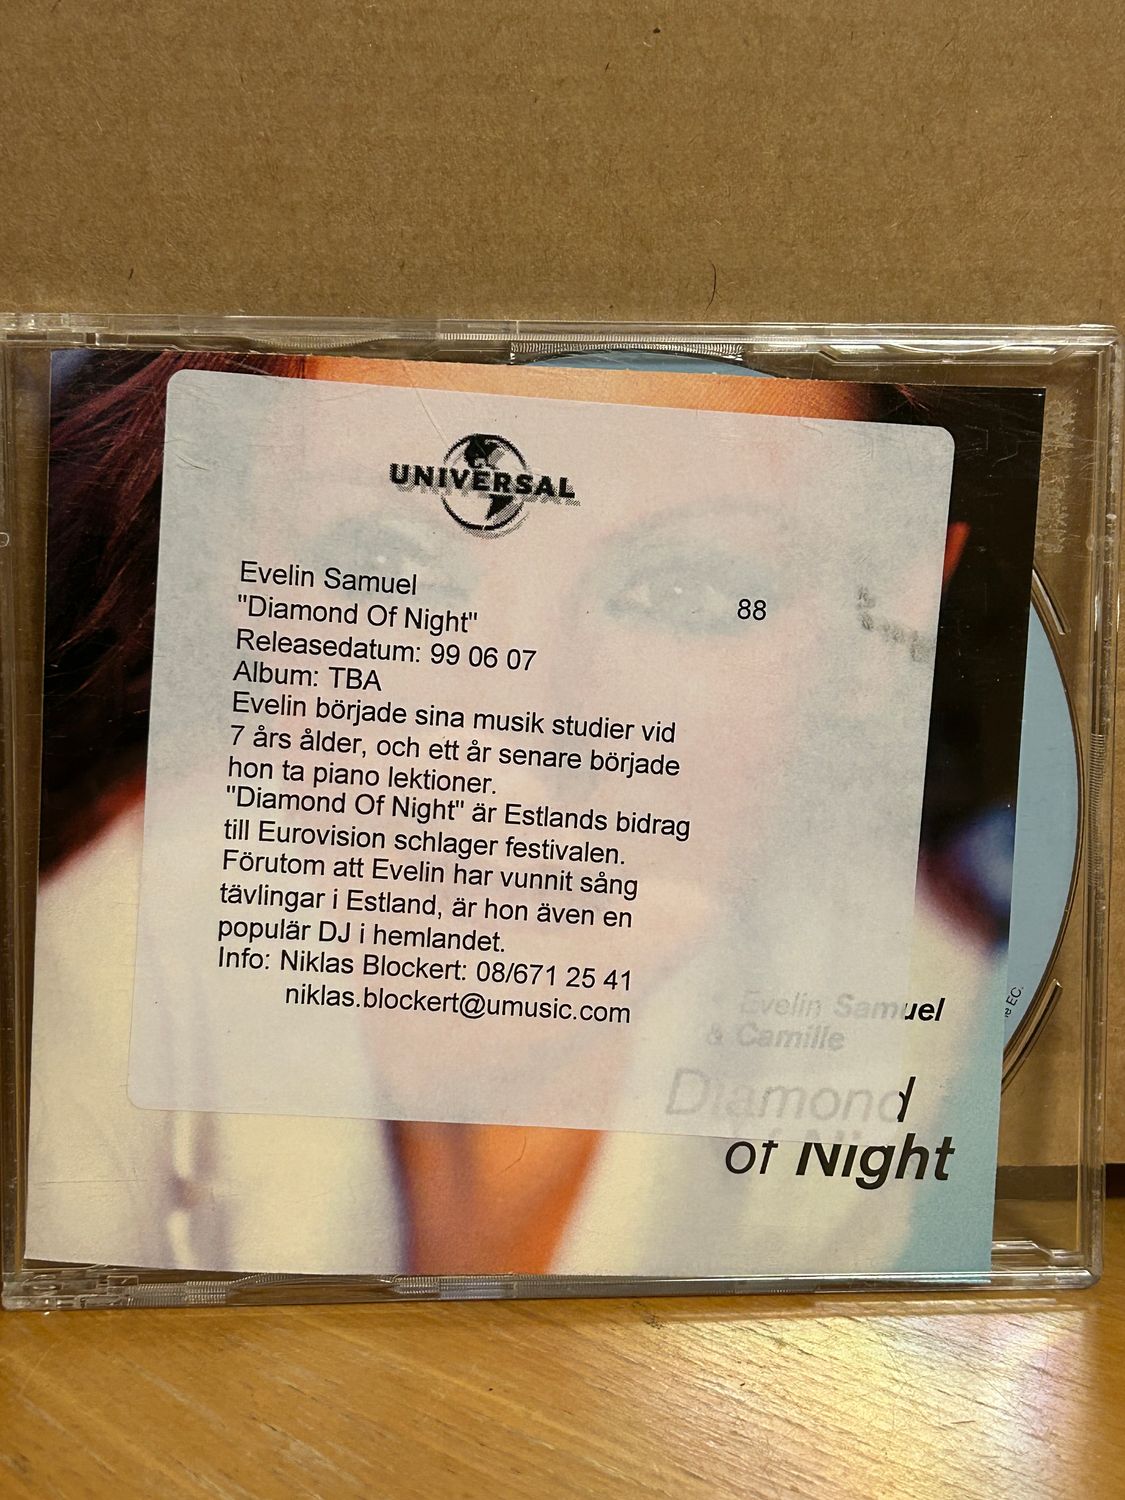 UNIVERSAL
Evelin Samuel
"Diamond Of Night" 88
Releasedatum: 99 06 07
Album: TBA
Evelin började sina musik studier vid
7 års ålder, och ett år senare började
hon ta piano lektioner.
"Diamond Of Night" är Estlands bidrag
till Eurovision schlager festivalen.
Förutom att Evelin har vunnit sång
tävlingar i Estland, är hon även en
populär DJ i hemlandet.
Info: Niklas Blockert: 08/671 25 41
niklas.blockert@umusic.com
Evelin Samuel
& Camille
Diamond
of Night
EC.